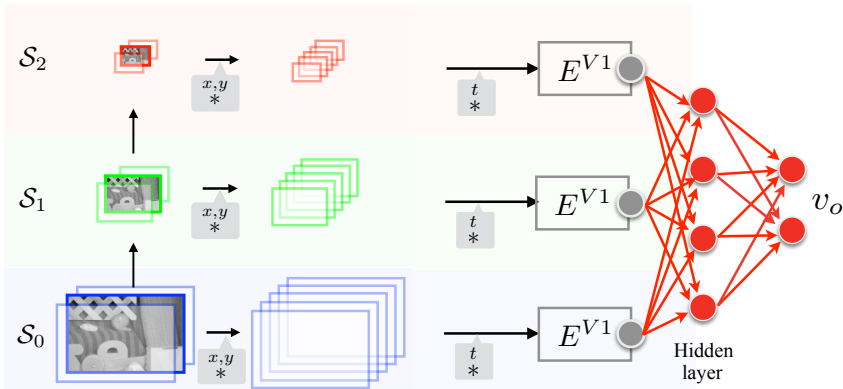 S₂
x,y
*
t
*
E^{V1}
S₁
x,y
*
t
*
E^{V1}
v_o
S₀
x,y
*
t
*
E^{V1}
Hidden
layer